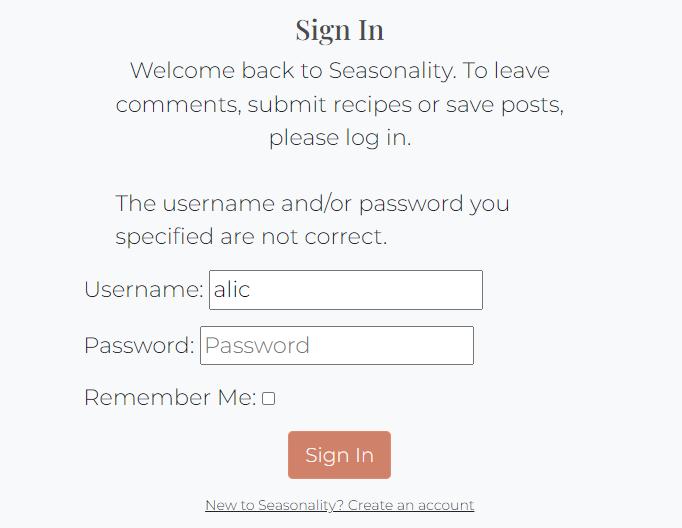 Sign In
Welcome back to Seasonality. To leave
comments, submit recipes or save posts,
please log in.
The username and/or password you
specified are not correct.
Username: alic
Password: Password
Remember Me:
Sign In
New to Seasonality? Create an account